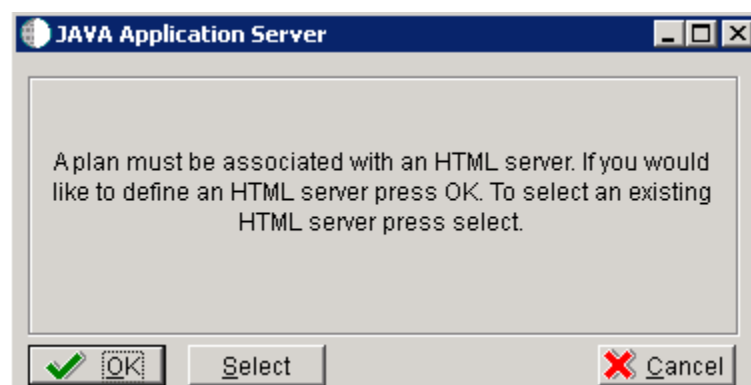 JAVA Application Server
A plan must be associated with an HTML server. If you would
like to define an HTML server press OK. To select an existing
HTML server press select.
OK Select Cancel